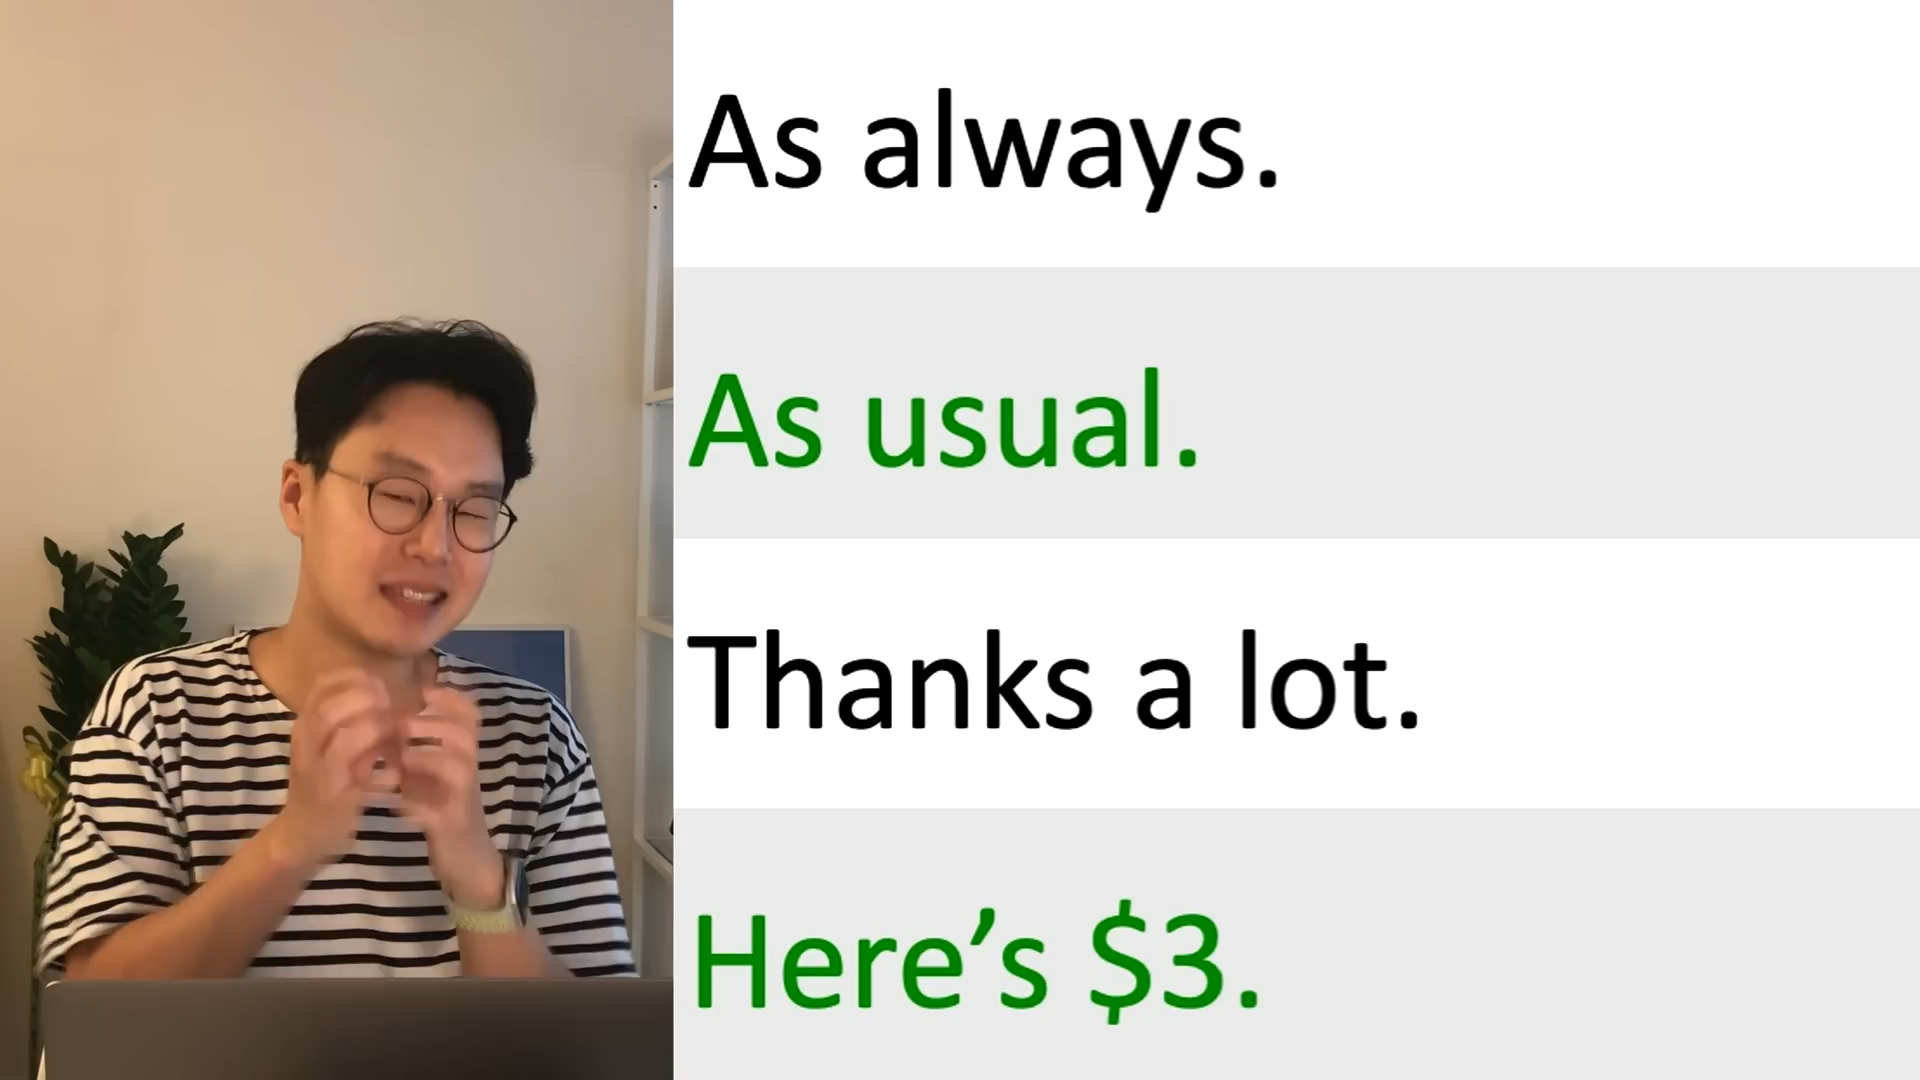 As always.
As usual.
Thanks a lot.
Here’s $3.